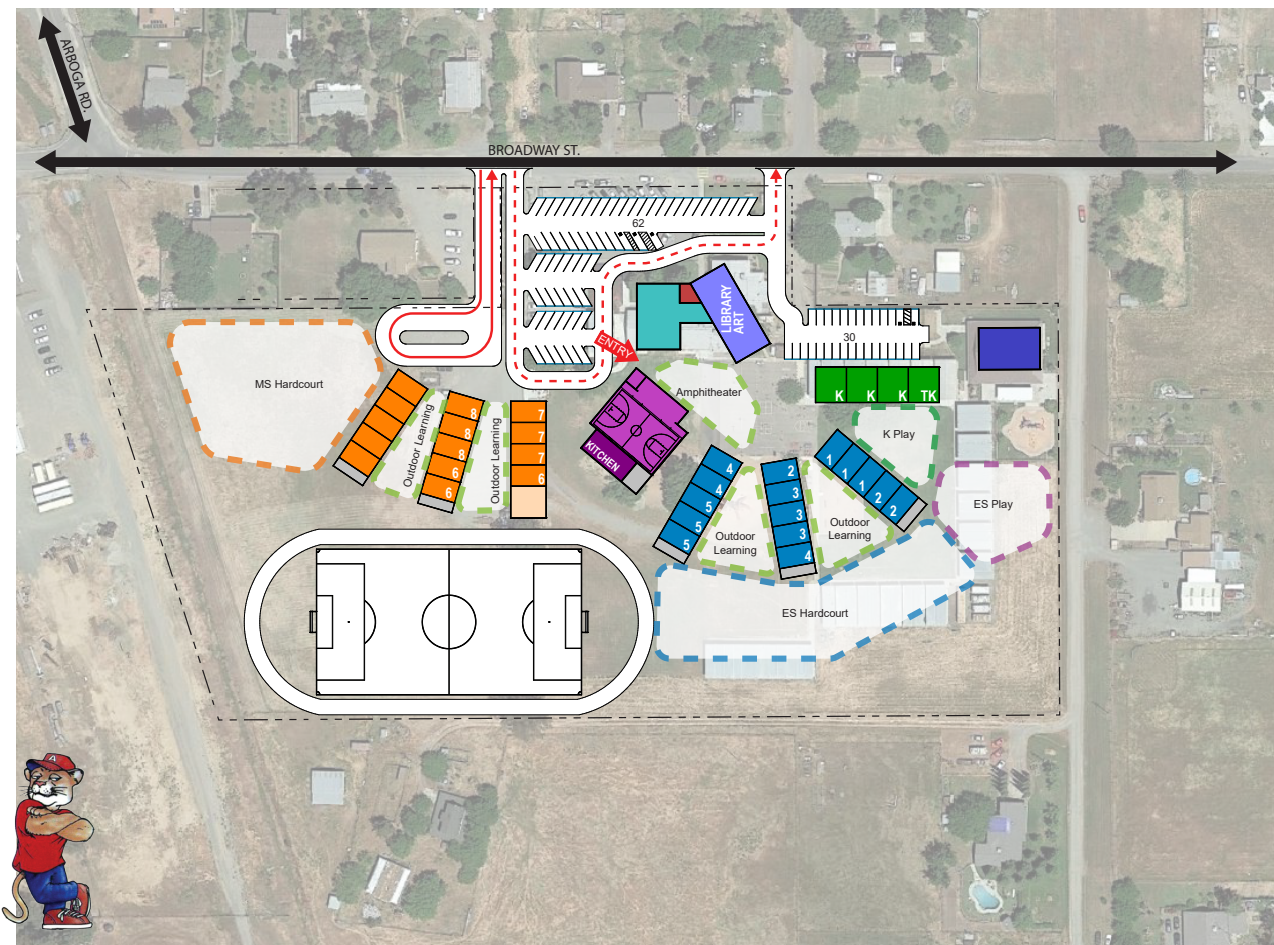 ARBOGA RD.
BROADWAY ST.
62
LIBRARY
ART
30
ENTRY
MS Hardcourt
Amphitheater
K
K
K
TK
K Play
Outdoor Learning
8
8
8
6
6
Outdoor Learning
7
7
7
6
KITCHEN
4
4
5
5
5
2
3
3
3
4
1
1
1
2
2
ES Play
Outdoor
Learning
Outdoor
Learning
ES Hardcourt
A